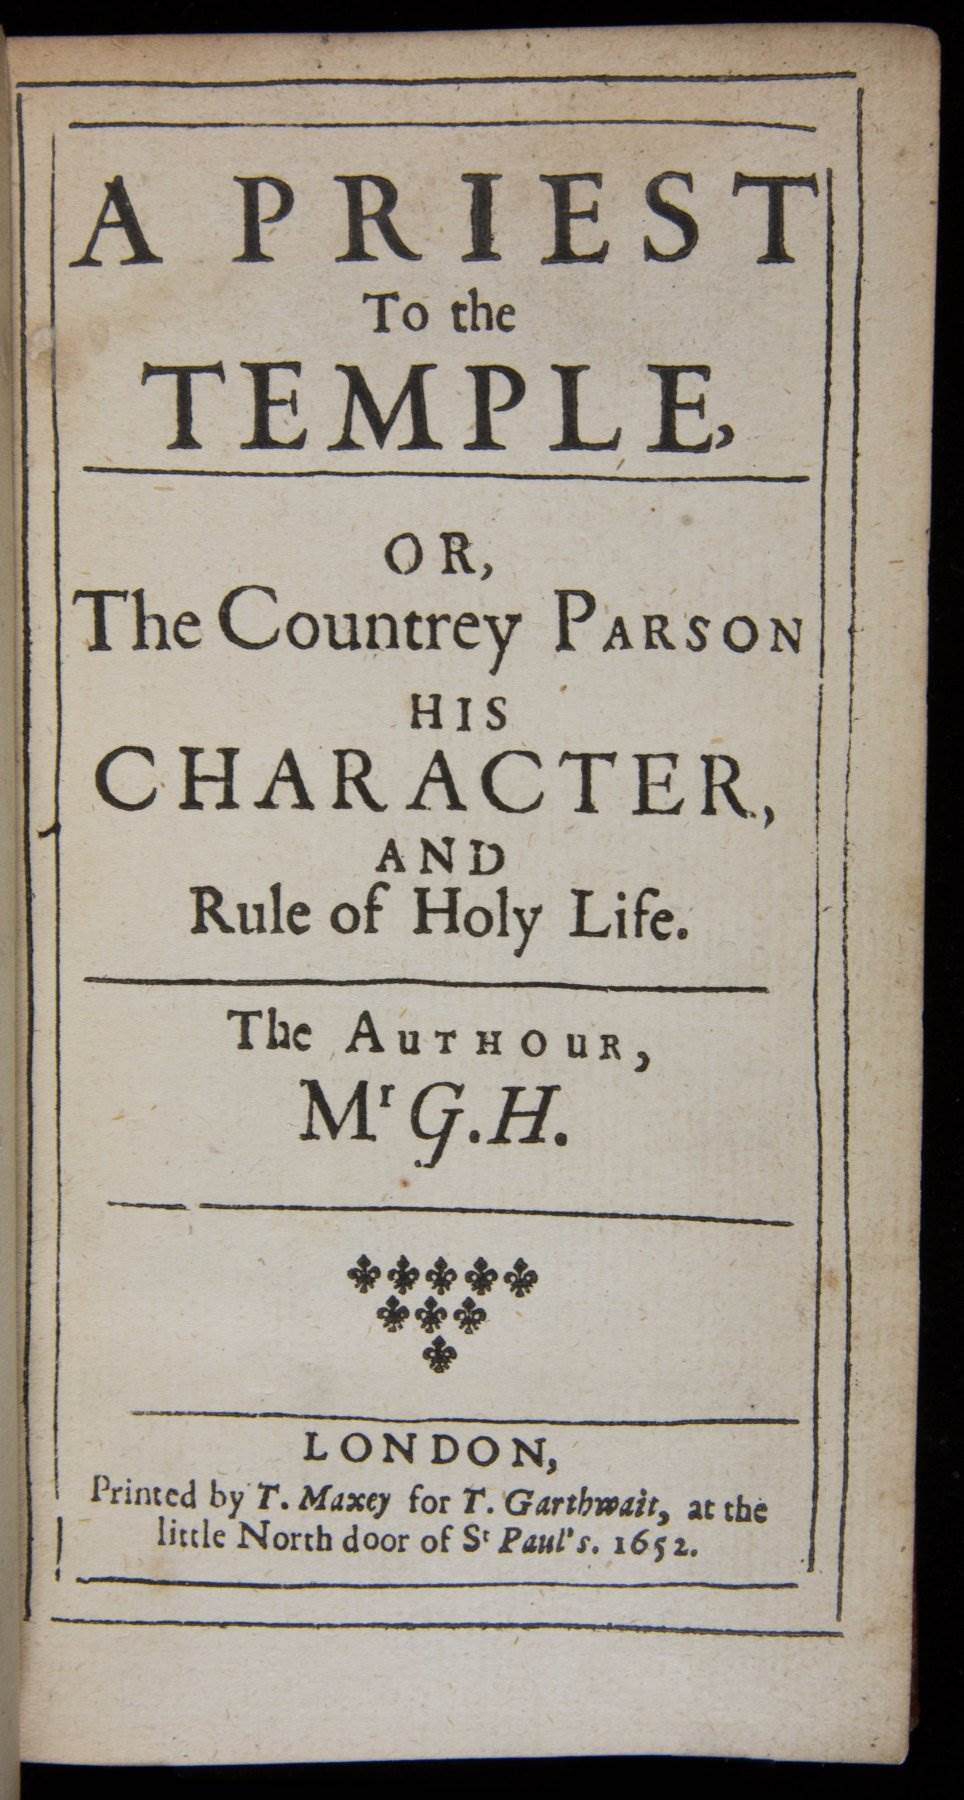 A PRIEST
To the
TEMPLE,
OR,
The Countrey PARSON
HIS
CHARACTER,
AND
Rule of Holy Life.
The AuTHOuR,
Mr G.H.
LONDON,
Printed by T. Maxey for T. Garthwait, at the
little North door of St Paul's. 1652.